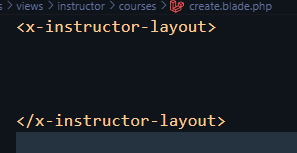 s > views > instructor > courses > create.blade.php
<x-instructor-layout>
</x-instructor-layout>